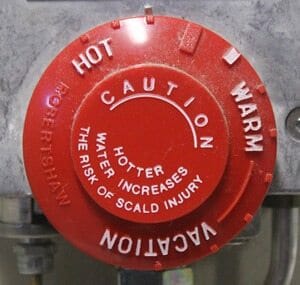 HOT
WARM
VACATION
ROBERTSHAW
CAUTION
HOTTER
WATER INCREASES
THE RISK OF SCALD INJURY